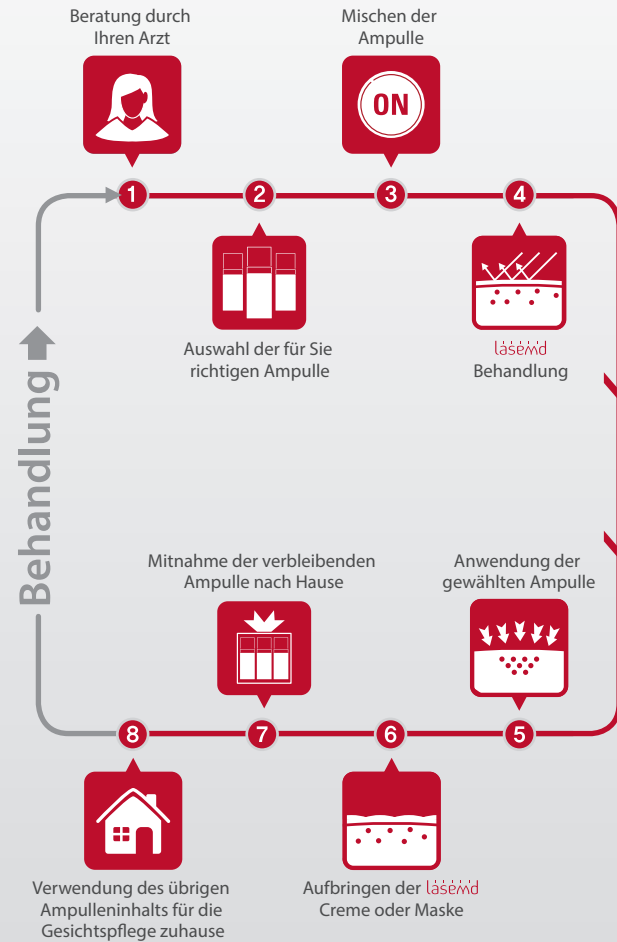 Beratung durch
Ihren Arzt
Mischen der
Ampulle
ON
1
2
3
4
Auswahl der für Sie
richtigen Ampulle
lasemd
Behandlung
Behandlung
Mitnahme der verbleibenden
Ampulle nach Hause
Anwendung der
gewählten Ampulle
8
7
6
5
Verwendung des übrigen
Ampulleninhalts für die
Gesichtspflege zuhause
Aufbringen der lasemd
Creme oder Maske